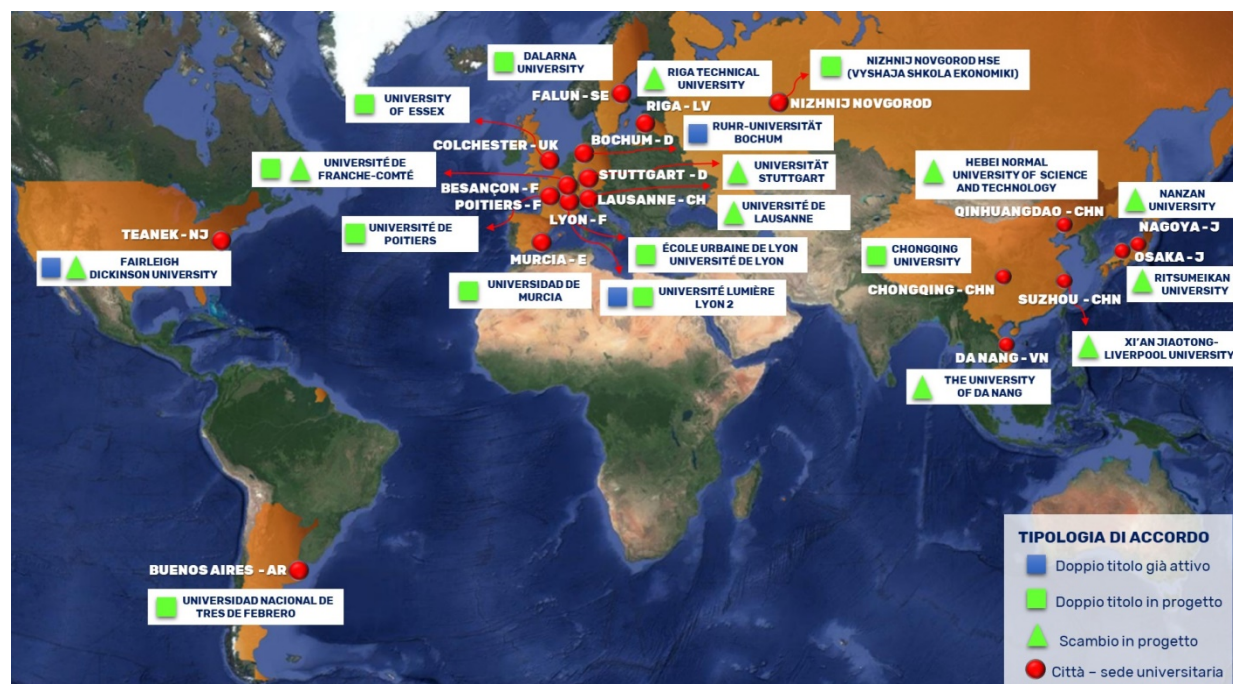 DALARNA
UNIVERSITY
FALUN - SE
RIGA TECHNICAL
UNIVERSITY
RIGA - LV
NIZHNIJ NOVGOROD HSE
(VYSHAJA SHKOLA EKONOMIKI)
NIZHNIJ NOVGOROD
UNIVERSITY
OF ESSEX
COLCHESTER - UK
BOCHUM - D
RUHR-UNIVERSITÄT
BOCHUM
UNIVERSITÉ DE
FRANCHE-COMTÉ
BESANÇON - F
STUTTGART - D
UNIVERSITÄT
STUTTGART
POITIERS - F
LAUSANNE - CH
UNIVERSITÉ DE
LAUSANNE
UNIVERSITÉ DE
POITIERS
LYON - F
ÉCOLE URBAINE DE LYON
UNIVERSITÉ DE LYON
MURCIA - E
UNIVERSIDAD DE
MURCIA
UNIVERSITÉ LUMIÈRE
LYON 2
TEANEK - NJ
FAIRLEIGH
DICKINSON UNIVERSITY
HEBEI NORMAL
UNIVERSITY OF SCIENCE
AND TECHNOLOGY
QINHUANGDAO - CHN
NANZAN
UNIVERSITY
NAGOYA - J
OSAKA - J
RITSUMEIKAN
UNIVERSITY
CHONGQING
UNIVERSITY
CHONGQING - CHN
SUZHOU - CHN
XI'AN JIAOTONG-
LIVERPOOL UNIVERSITY
DA NANG - VN
THE UNIVERSITY
OF DA NANG
BUENOS AIRES - AR
UNIVERSIDAD NACIONAL DE
TRES DE FEBRERO
TIPOLOGIA DI ACCORDO
Doppio titolo già attivo
Doppio titolo in progetto
Scambio in progetto
Città – sede universitaria